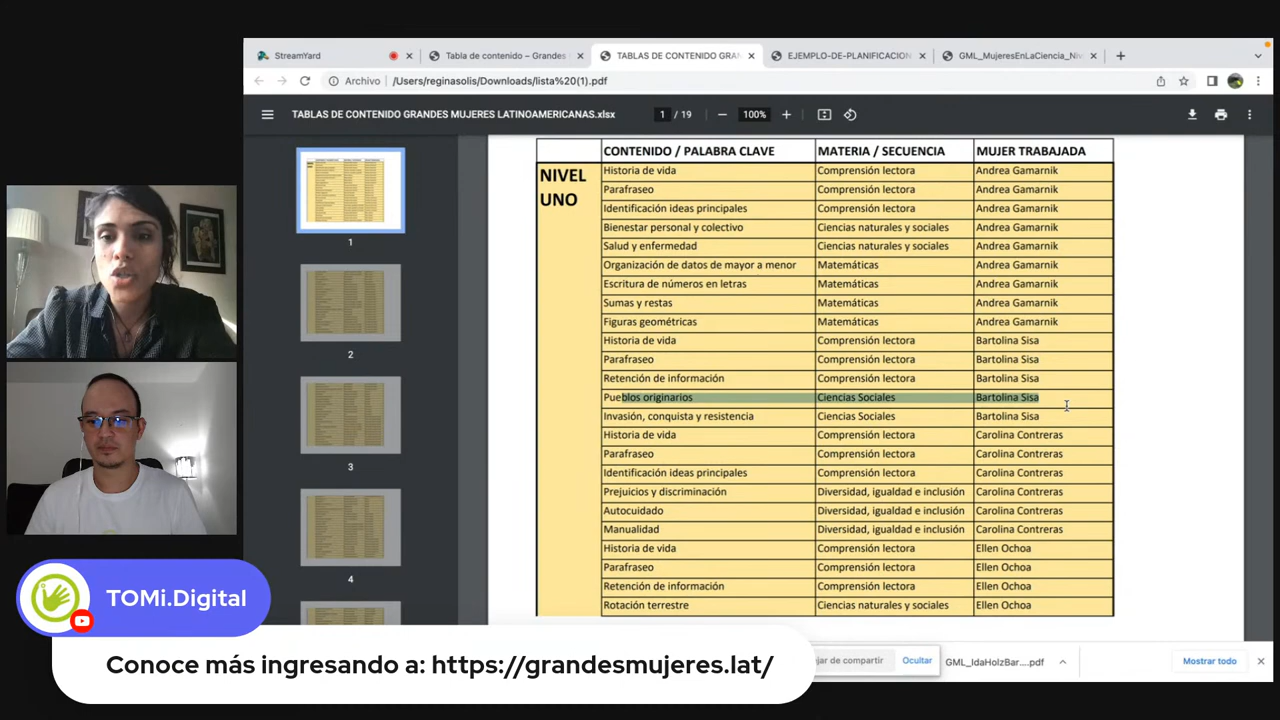 StreamYard
Tabla de contenido – Grandes
TABLAS DE CONTENIDO GRAN
EJEMPLO-DE-PLANIFICACION
GML_MujeresEnLaCiencia_Niv
Archivo /Users/reginasolis/Downloads/lista%20(1).pdf
TABLAS DE CONTENIDO GRANDES MUJERES LATINOAMERICANAS.xlsx 1 / 19 100%
1
2
3
4
CONTENIDO / PALABRA CLAVE MATERIA / SECUENCIA MUJER TRABAJADA
NIVEL UNO
Historia de vida Comprensión lectora Andrea Gamarnik
Parafraseo Comprensión lectora Andrea Gamarnik
Identificación ideas principales Comprensión lectora Andrea Gamarnik
Bienestar personal y colectivo Ciencias naturales y sociales Andrea Gamarnik
Salud y enfermedad Ciencias naturales y sociales Andrea Gamarnik
Organización de datos de mayor a menor Matemáticas Andrea Gamarnik
Escritura de números en letras Matemáticas Andrea Gamarnik
Sumas y restas Matemáticas Andrea Gamarnik
Figuras geométricas Matemáticas Andrea Gamarnik
Historia de vida Comprensión lectora Bartolina Sisa
Parafraseo Comprensión lectora Bartolina Sisa
Retención de información Comprensión lectora Bartolina Sisa
Pueblos originarios Ciencias Sociales Bartolina Sisa
Invasión, conquista y resistencia Ciencias Sociales Bartolina Sisa
Historia de vida Comprensión lectora Carolina Contreras
Parafraseo Comprensión lectora Carolina Contreras
Identificación ideas principales Comprensión lectora Carolina Contreras
Prejuicios y discriminación Diversidad, igualdad e inclusión Carolina Contreras
Autocuidado Diversidad, igualdad e inclusión Carolina Contreras
Manualidad Diversidad, igualdad e inclusión Carolina Contreras
Historia de vida Comprensión lectora Ellen Ochoa
Parafraseo Comprensión lectora Ellen Ochoa
Retención de información Comprensión lectora Ellen Ochoa
Rotación terrestre Ciencias naturales y sociales Ellen Ochoa
TOMi.Digital
Conoce más ingresando a: https://grandesmujeres.lat/
jar de compartir Ocultar GML_IdaHolzBar....pdf Mostrar todo